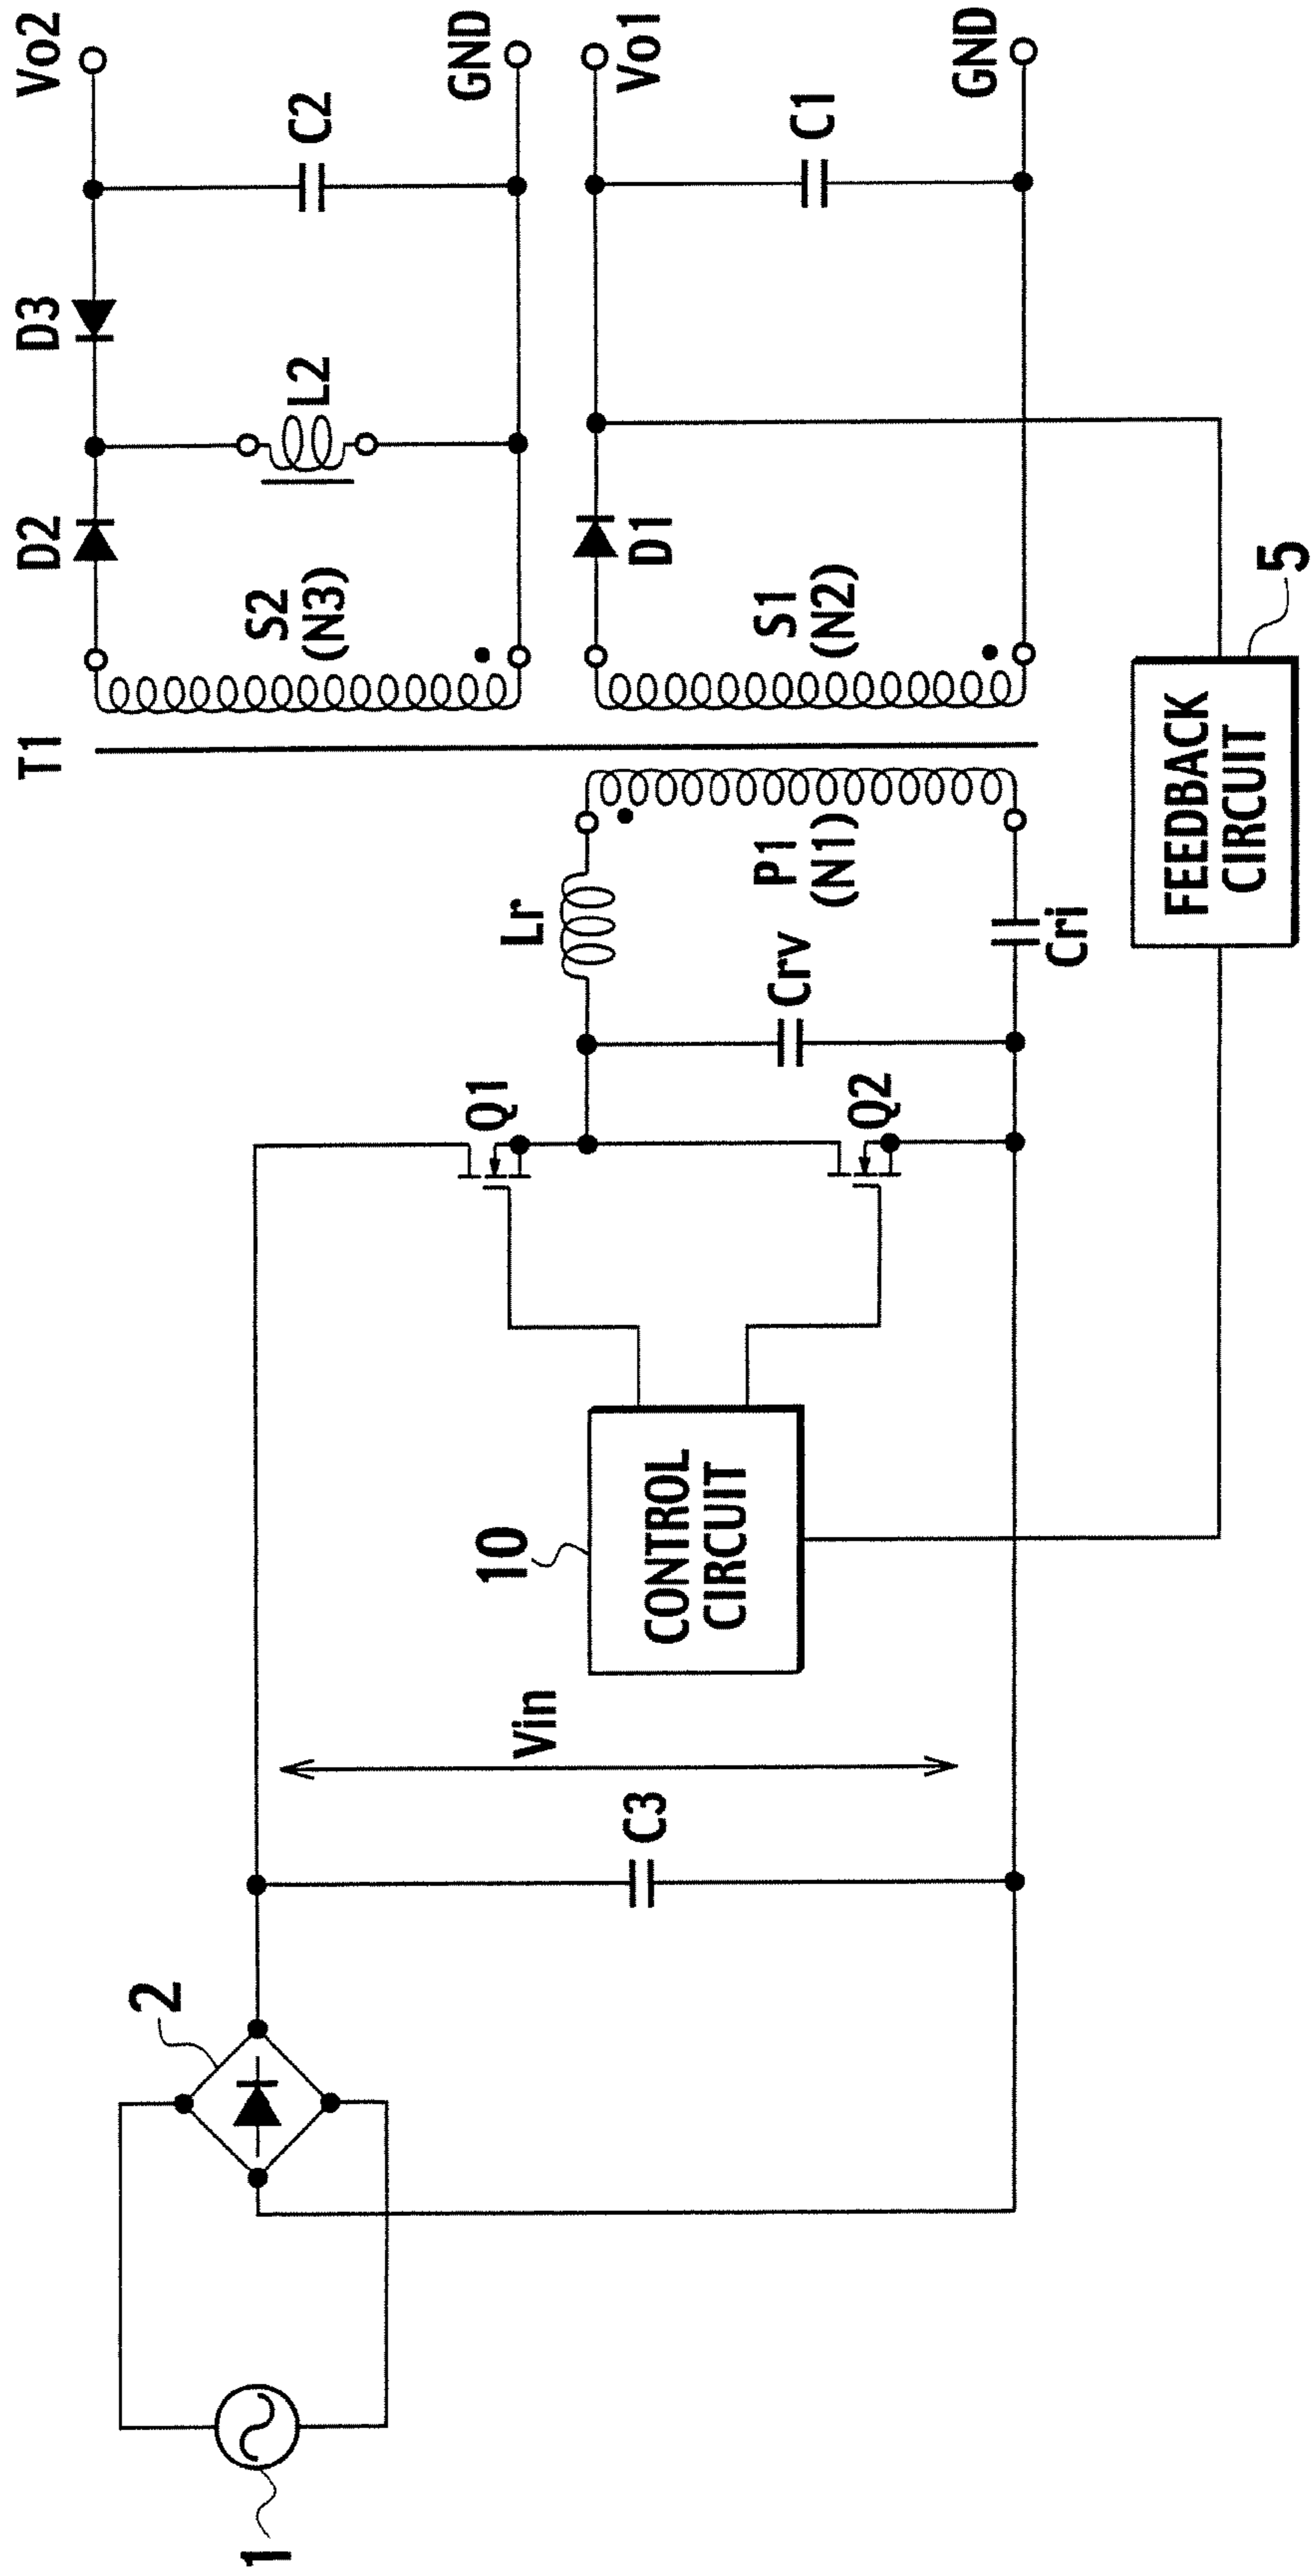 T1
Vo2
D2
D3
C2
L2
S2
(N3)
GND
Vo1
D1
S1
(N2)
C1
GND
2
1
C3
Vin
10
CONTROL
CIRCUIT
Q1
Q2
Lr
Crv
P1
(N1)
Cri
FEEDBACK
CIRCUIT
5